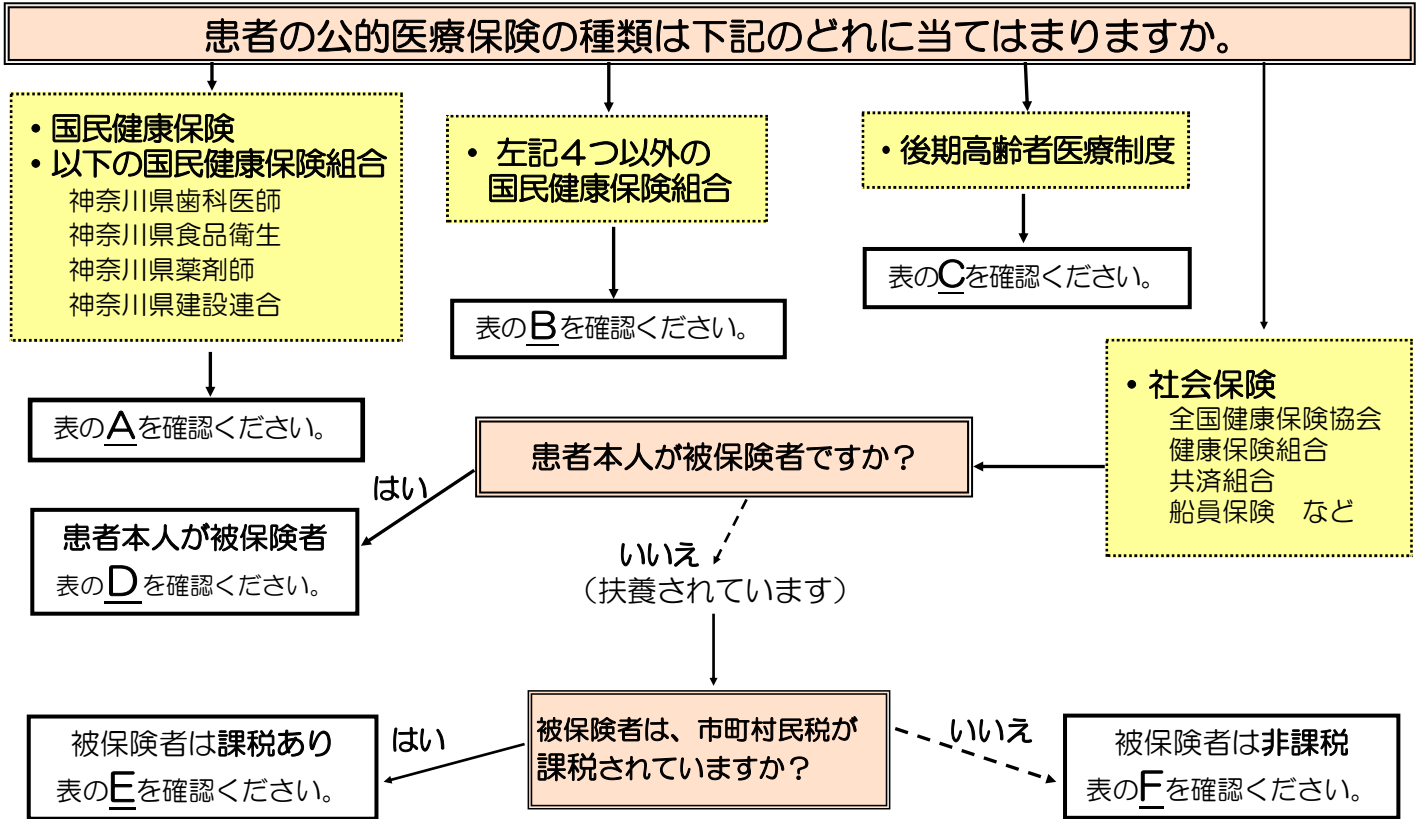 患者の公的医療保険の種類は下記のどれに当てはまりますか。
・国民健康保険
・以下の国民健康保険組合
神奈川県歯科医師
神奈川県食品衛生
神奈川県薬剤師
神奈川県建設連合
・左記４つ以外の
国民健康保険組合
・後期高齢者医療制度
表のCを確認ください。
表のBを確認ください。
表のAを確認ください。
・社会保険
全国健康保険協会
健康保険組合
共済組合
船員保険　など
患者本人が被保険者ですか？
はい
患者本人が被保険者
表のDを確認ください。
いいえ
（扶養されています）
被保険者は、市町村民税が
課税されていますか？
はい
被保険者は課税あり
表のEを確認ください。
いいえ
被保険者は非課税
表のFを確認ください。